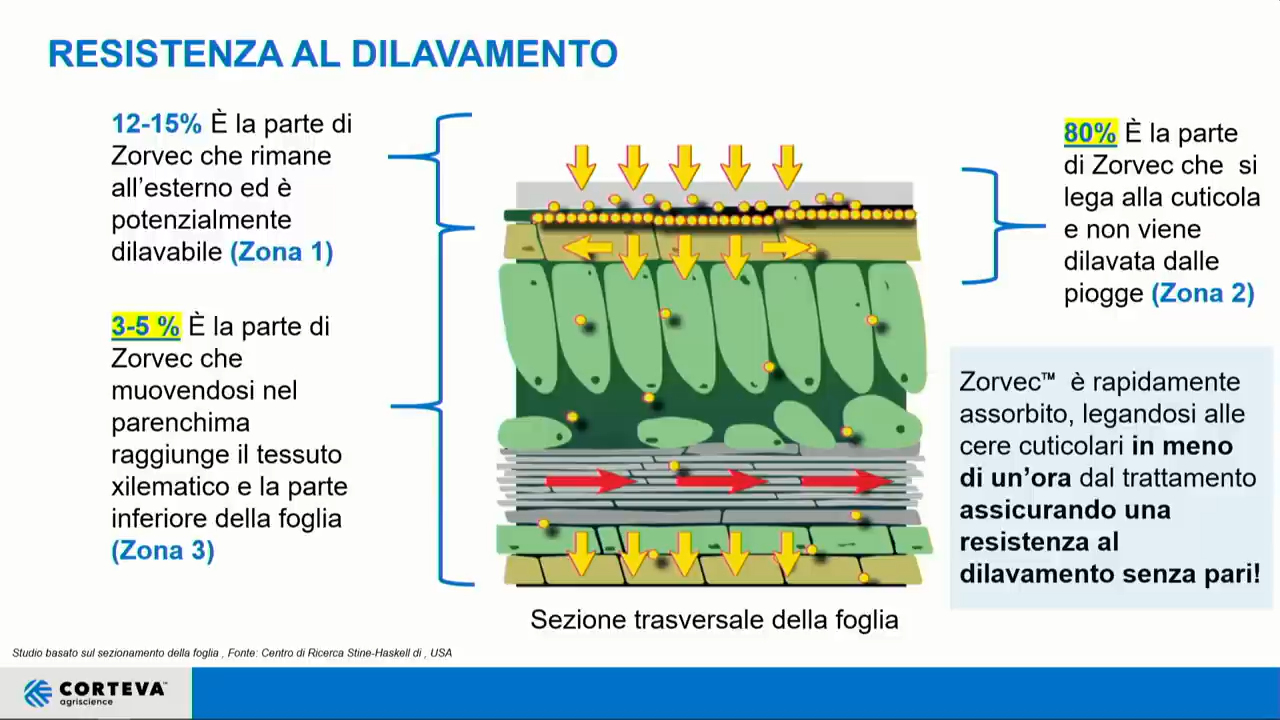 RESISTENZA AL DILAVAMENTO
12-15% È la parte di
Zorvec che rimane
all'esterno ed è
potenzialmente
dilavabile (Zona 1)
3-5 % È la parte di
Zorvec che
muovendosi nel
parenchima
raggiunge il tessuto
xilematico e la parte
inferiore della foglia
(Zona 3)
80% È la parte
di Zorvec che si
lega alla cuticola
e non viene
dilavata dalle
piogge (Zona 2)
Zorvec™ è rapidamente
assorbito, legandosi alle
cere cuticolari in meno
di un'ora dal trattamento
assicurando una
resistenza al
dilavamento senza pari!
Sezione trasversale della foglia
Studio basato sul sezionamento della foglia , Fonte: Centro di Ricerca Stine-Haskell di , USA
CORTEVA™
agriscience